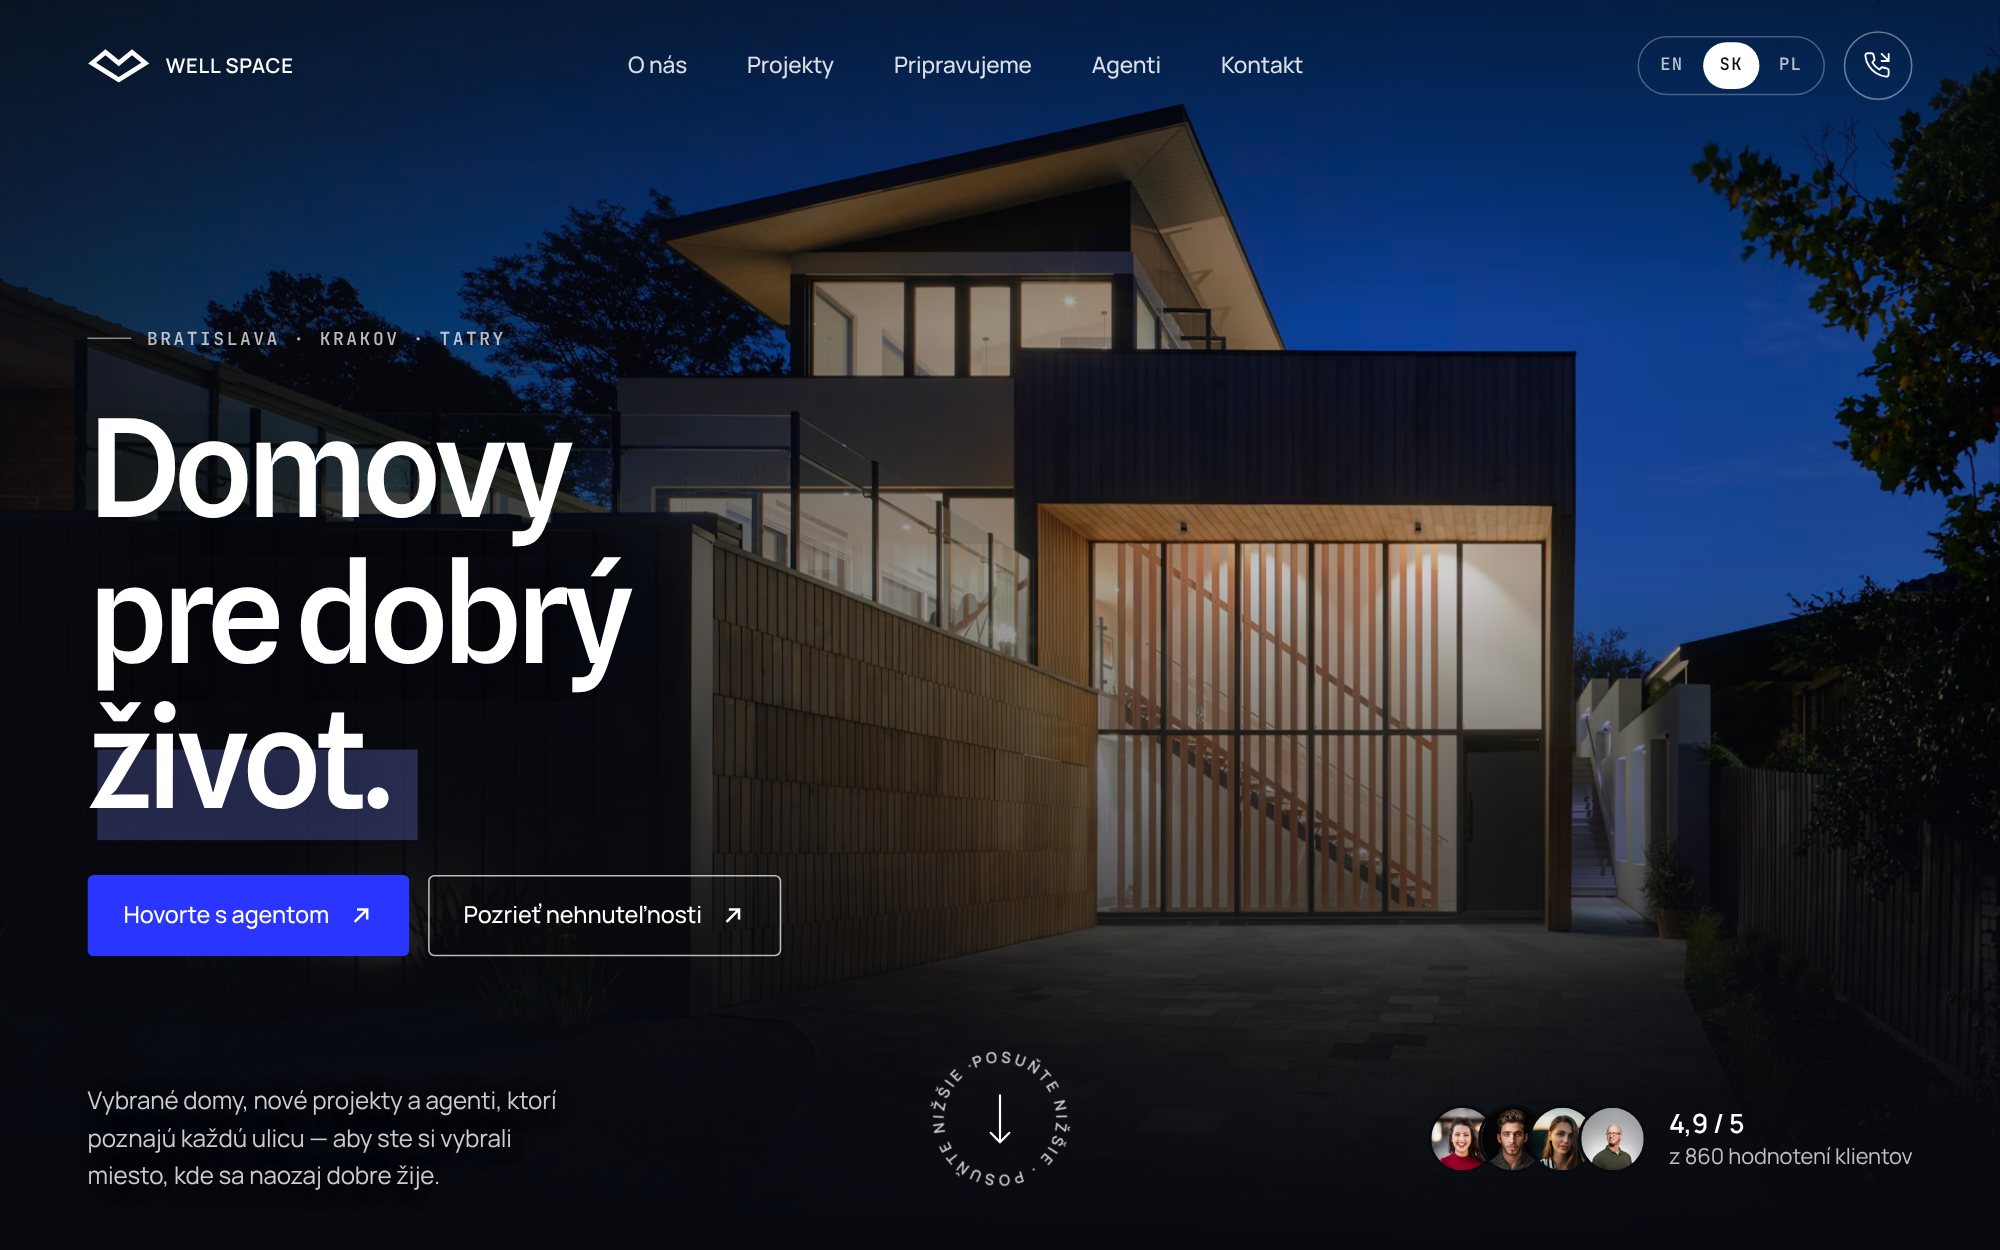 WELL SPACE
O nás
Projekty
Pripravujeme
Agenti
Kontakt
EN
SK
PL
BRATISLAVA · KRAKOV · TATRY
Domovy
pre dobrý
život.
Hovorte s agentom
Pozrieť nehnuteľnosti
Vybrané domy, nové projekty a agenti, ktorí
poznajú každú ulicu — aby ste si vybrali
miesto, kde sa naozaj dobre žije.
POSUŇTE NIŽŠIE · POSUŇTE NIŽŠIE ·
4,9 / 5
z 860 hodnotení klientov